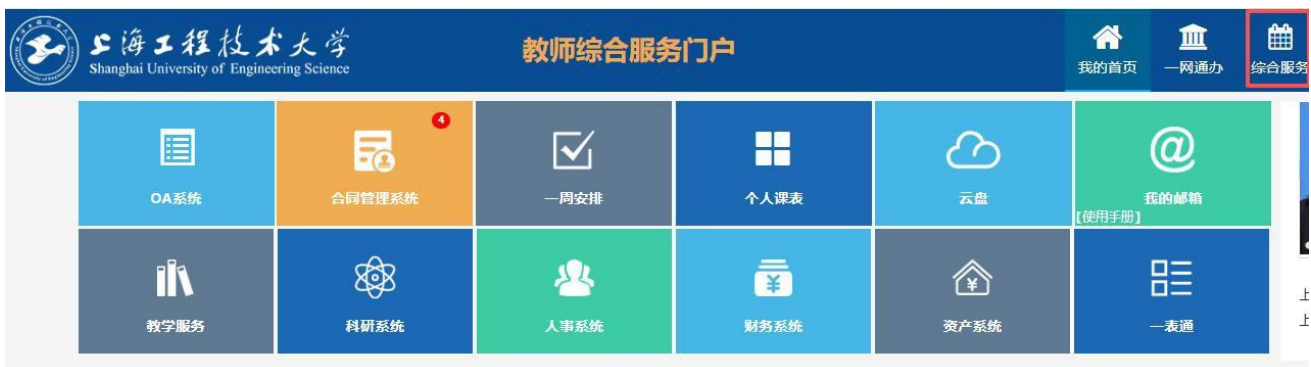 上海工程技术大学
Shanghai University of Engineering Science
教师综合服务门户
我的首页
一网通办
综合服务
OA系统
4
合同管理系统
一周安排
个人课表
云盘
我的邮箱
【使用手册】
教学服务
科研系统
人事系统
财务系统
资产系统
一表通
上
上